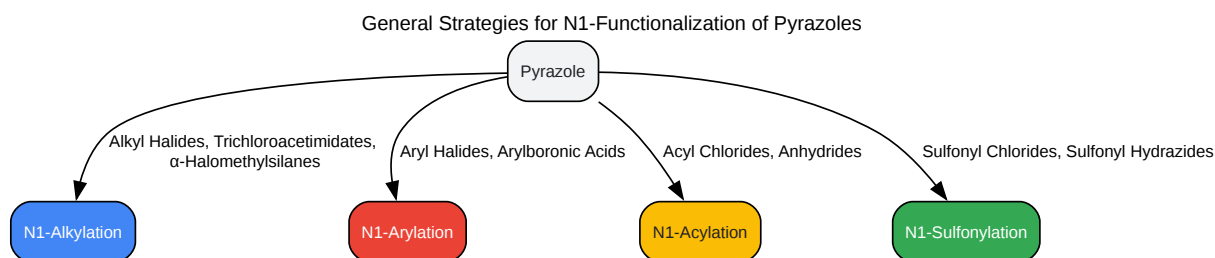 General Strategies for N1-Functionalization of Pyrazoles
Pyrazole
Alkyl Halides, Trichloroacetimidates,
α-Halomethylsilanes
Aryl Halides, Arylboronic Acids
Acyl Chlorides, Anhydrides
Sulfonyl Chlorides, Sulfonyl Hydrazides
N1-Alkylation
N1-Arylation
N1-Acylation
N1-Sulfonylation